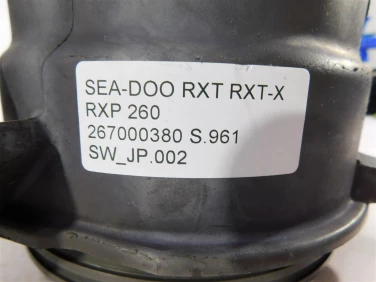 SEA-DOO RXT RXT-X
RXP 260
267000380 S.961
SW_JP.002